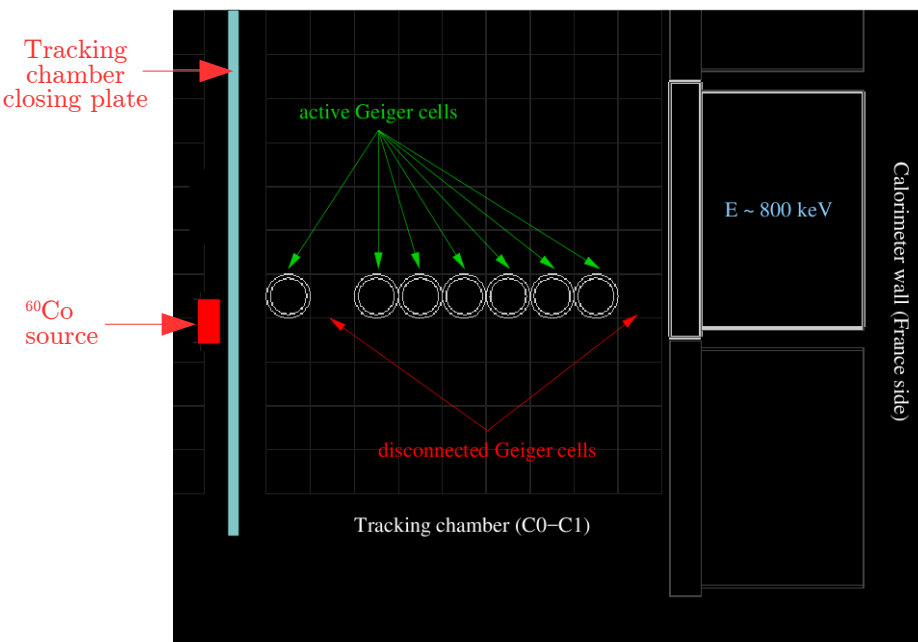 Tracking
chamber
closing plate
active Geiger cells
E ~ 800 keV
Calorimeter wall (France side)
⁶⁰Co
source
disconnected Geiger cells
Tracking chamber (C0−C1)